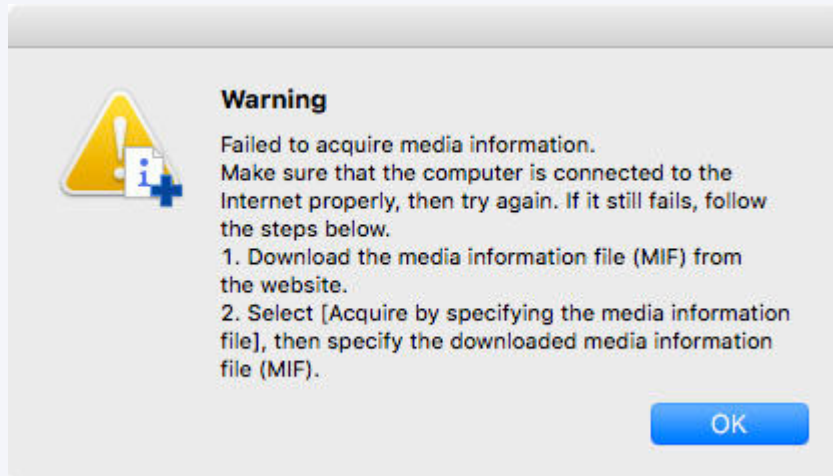 Warning
Failed to acquire media information.
Make sure that the computer is connected to the
Internet properly, then try again. If it still fails, follow
the steps below.
1. Download the media information file (MIF) from
the website.
2. Select [Acquire by specifying the media information
file], then specify the downloaded media information
file (MIF).
OK